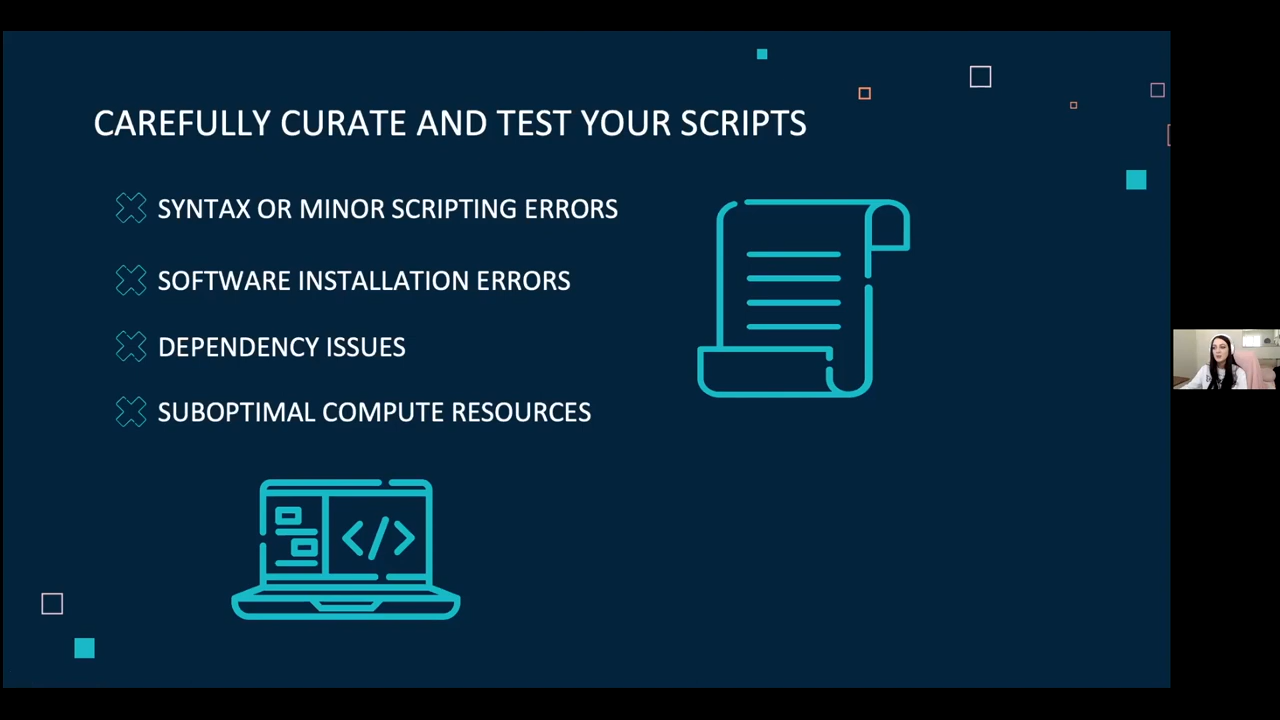 CAREFULLY CURATE AND TEST YOUR SCRIPTS
SYNTAX OR MINOR SCRIPTING ERRORS
SOFTWARE INSTALLATION ERRORS
DEPENDENCY ISSUES
SUBOPTIMAL COMPUTE RESOURCES